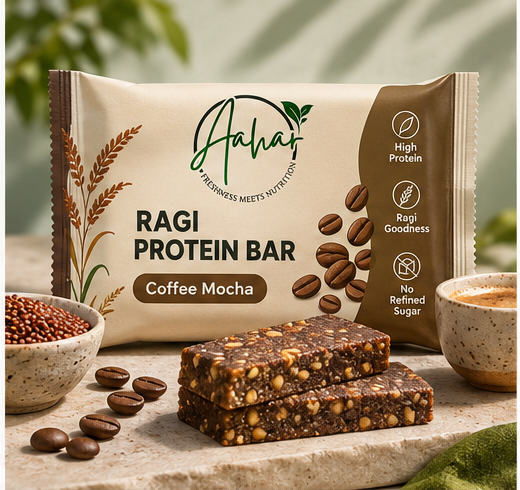 Aahar
FRESHNESS MEETS NUTRITION
RAGI
PROTEIN BAR
Coffee Mocha
High
Protein
Ragi
Goodness
No
Refined
Sugar